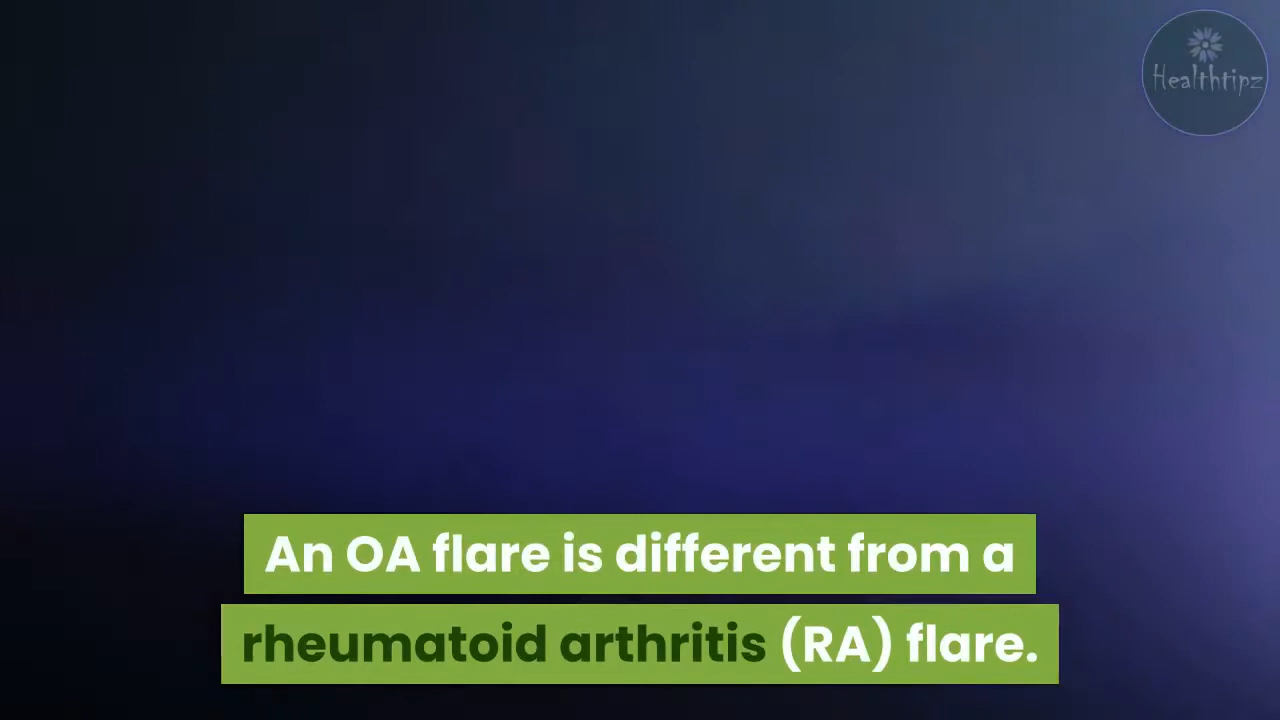 Healthtipz
An OA flare is different from a
rheumatoid arthritis (RA) flare.